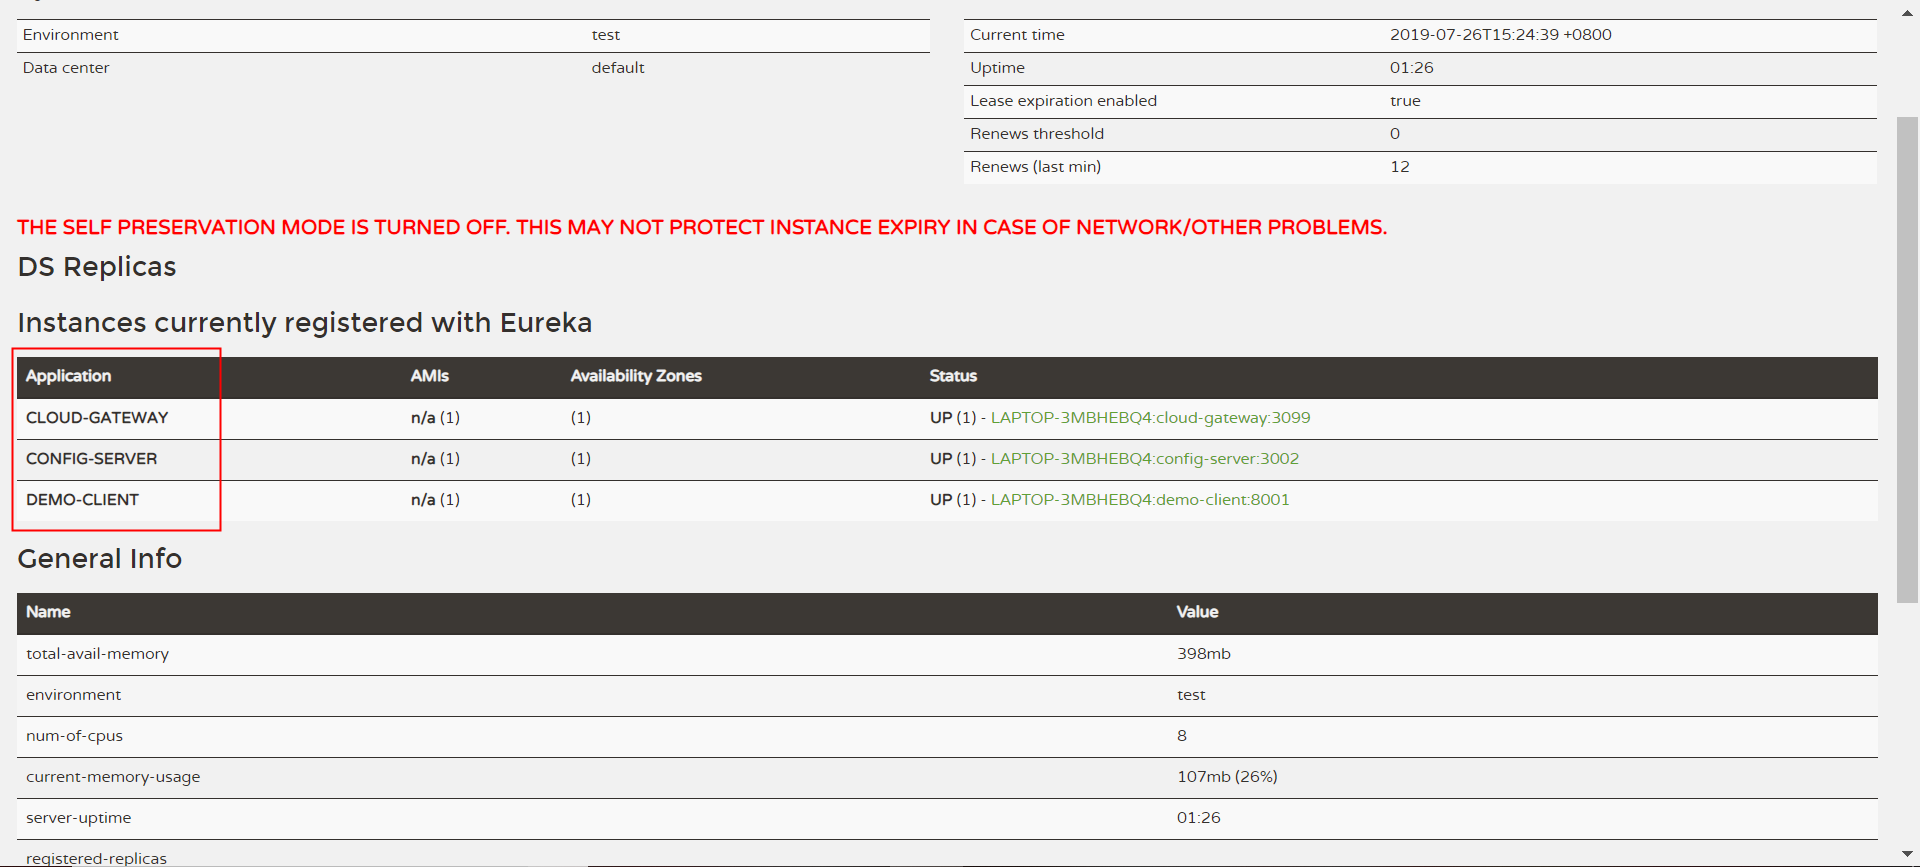 Environment test
Data center default
Current time 2019-07-26T15:24:39 +0800
Uptime 01:26
Lease expiration enabled true
Renews threshold 0
Renews (last min) 12
THE SELF PRESERVATION MODE IS TURNED OFF. THIS MAY NOT PROTECT INSTANCE EXPIRY IN CASE OF NETWORK/OTHER PROBLEMS.
DS Replicas
Instances currently registered with Eureka
Application AMIs Availability Zones Status
CLOUD-GATEWAY n/a (1) (1) UP (1) - LAPTOP-3MBHEBQ4:cloud-gateway:3099
CONFIG-SERVER n/a (1) (1) UP (1) - LAPTOP-3MBHEBQ4:config-server:3002
DEMO-CLIENT n/a (1) (1) UP (1) - LAPTOP-3MBHEBQ4:demo-client:8001
General Info
Name Value
total-avail-memory 398mb
environment test
num-of-cpus 8
current-memory-usage 107mb (26%)
server-uptime 01:26
registered-replicas